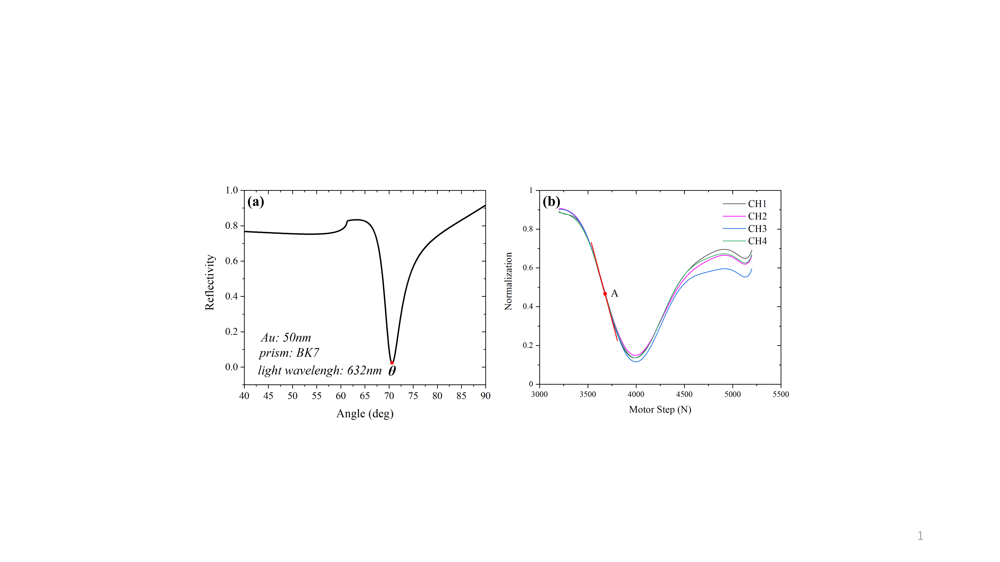 (a)
1.0
0.8
0.6
0.4
0.2
0.0
Reflectivity
Au: 50nm
prism: BK7
light wavelengh: 632nm θ
40 45 50 55 60 65 70 75 80 85 90
Angle (deg)
(b)
1
0.8
0.6
0.4
0.2
0
Normalization
CH1
CH2
CH3
CH4
A
3000 3500 4000 4500 5000 5500
Motor Step (N)
1